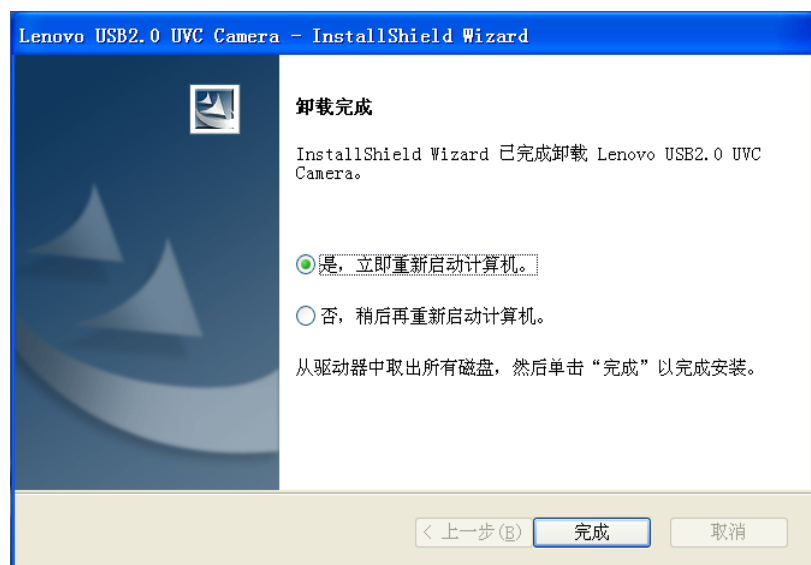 Lenovo USB2.0 UVC Camera - InstallShield Wizard
卸载完成
InstallShield Wizard 已完成卸载 Lenovo USB2.0 UVC
Camera。
是，立即重新启动计算机。
否，稍后再重新启动计算机。
从驱动器中取出所有磁盘，然后单击“完成”以完成安装。
< 上一步(B) 完成 取消